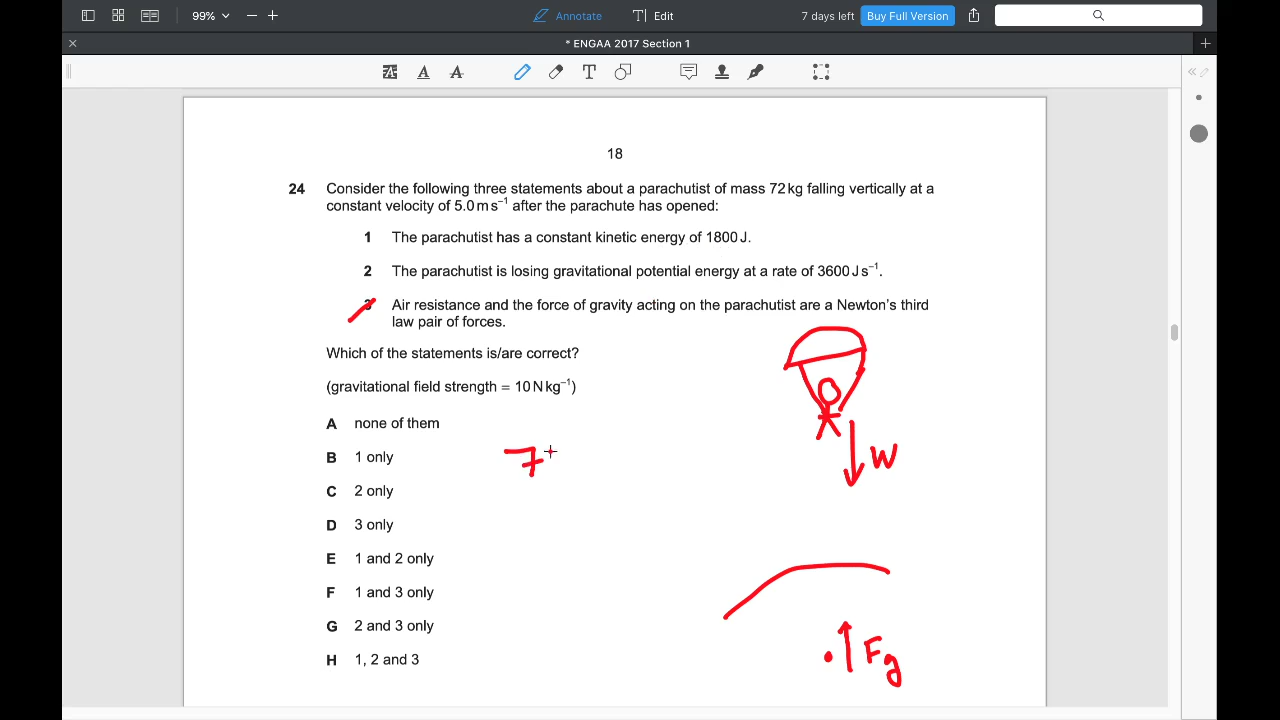 99%
Annotate
Edit
7 days left
Buy Full Version
* ENGAA 2017 Section 1
18
24 Consider the following three statements about a parachutist of mass 72 kg falling vertically at a
constant velocity of 5.0 m s⁻¹ after the parachute has opened:
1 The parachutist has a constant kinetic energy of 1800 J.
2 The parachutist is losing gravitational potential energy at a rate of 3600 J s⁻¹.
3 Air resistance and the force of gravity acting on the parachutist are a Newton's third
law pair of forces.
Which of the statements is/are correct?
(gravitational field strength = 10 N kg⁻¹)
A none of them
B 1 only
7
W
C 2 only
D 3 only
E 1 and 2 only
F 1 and 3 only
G 2 and 3 only
H 1, 2 and 3
Fg